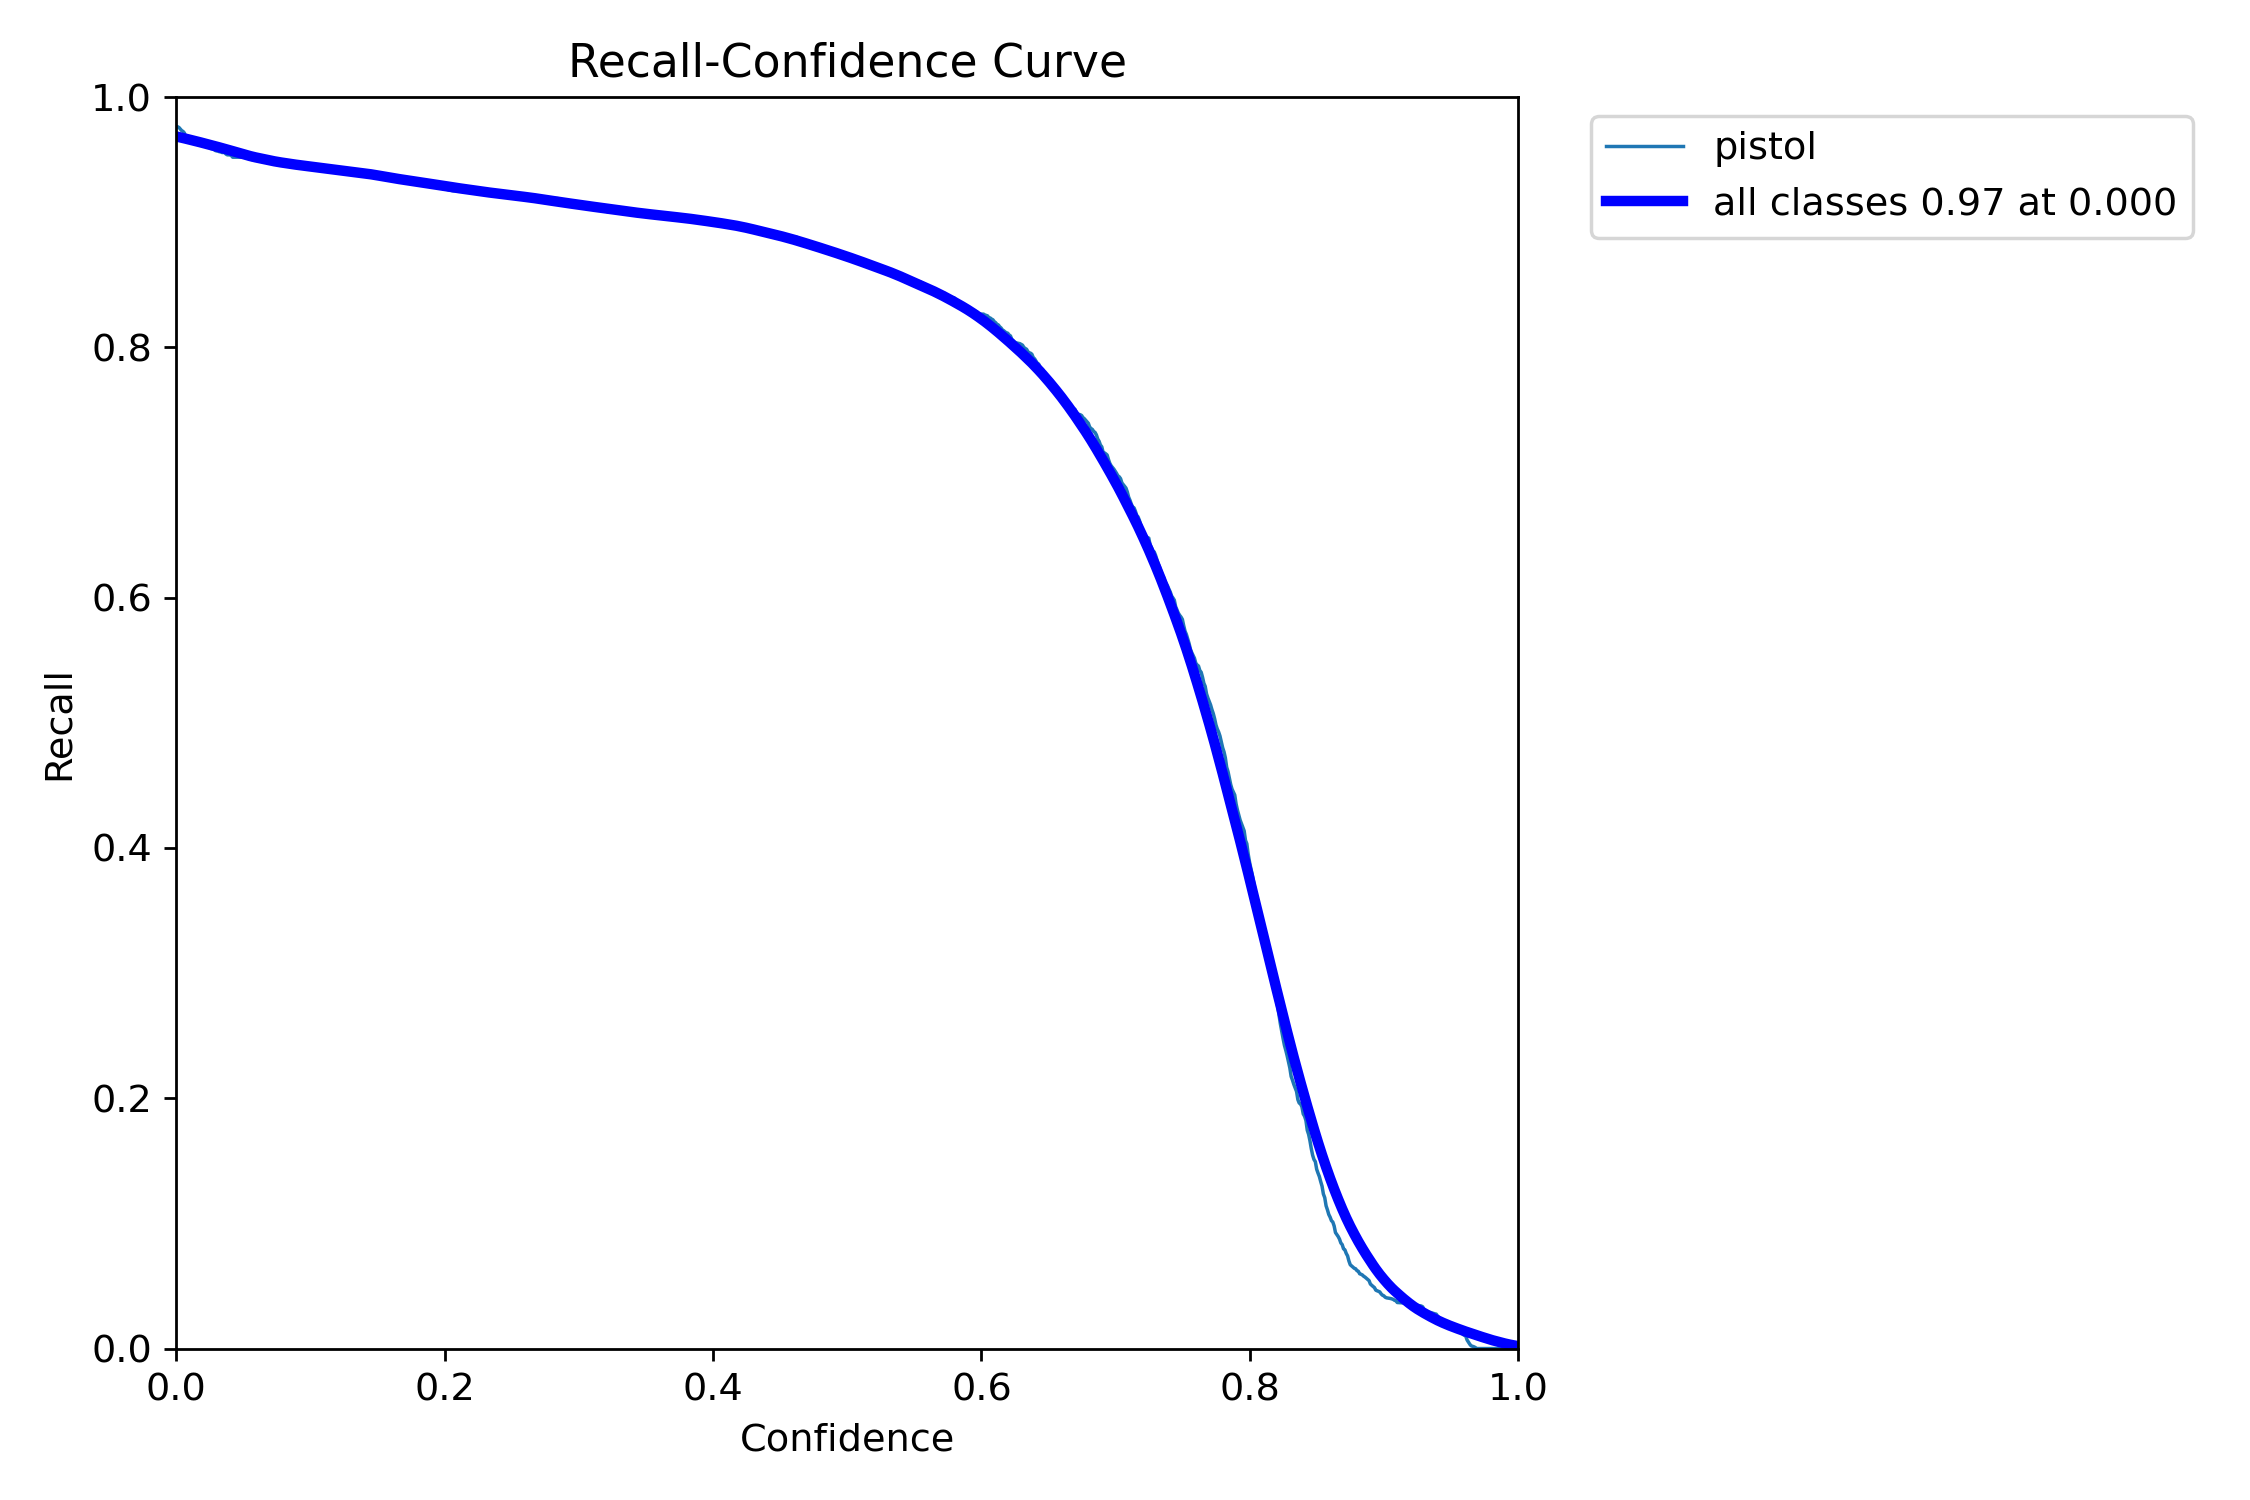 Recall-Confidence Curve
1.0
0.8
0.6
0.4
0.2
0.0
Recall
0.0 0.2 0.4 0.6 0.8 1.0
Confidence
pistol
all classes 0.97 at 0.000